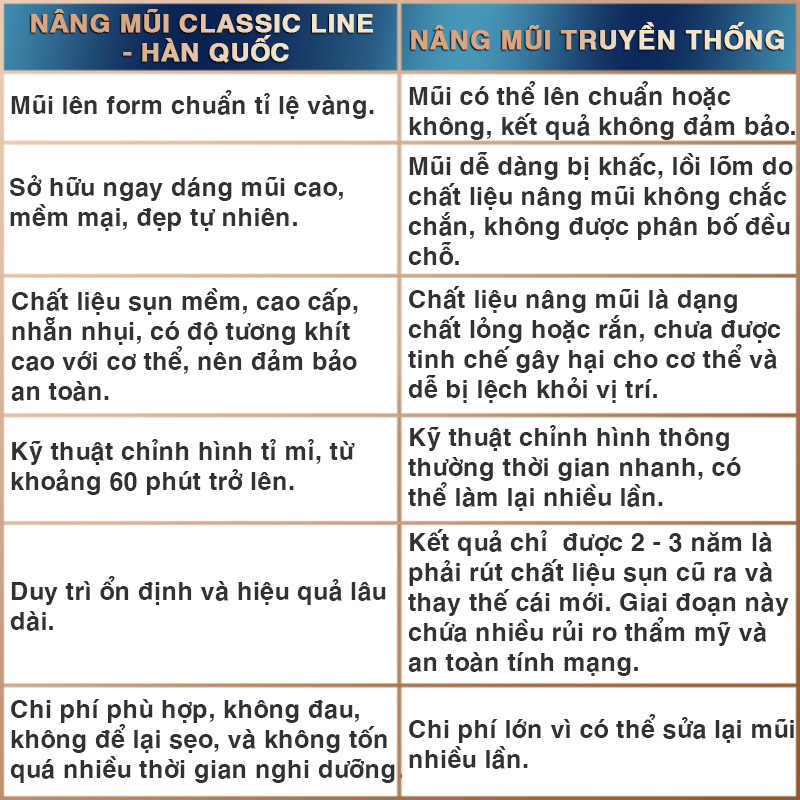 NÂNG MŨI CLASSIC LINE
- HÀN QUỐC
NÂNG MŨI TRUYỀN THỐNG
Mũi lên form chuẩn tỉ lệ vàng.
Mũi có thể lên chuẩn hoặc
không, kết quả không đảm bảo.
Sở hữu ngay dáng mũi cao,
mềm mại, đẹp tự nhiên.
Mũi dễ dàng bị khấc, lồi lõm do
chất liệu nâng mũi không chắc
chắn, không được phân bố đều
chỗ.
Chất liệu sụn mềm, cao cấp,
nhẵn nhụi, có độ tương khít
cao với cơ thể, nên đảm bảo
an toàn.
Chất liệu nâng mũi là dạng
chất lỏng hoặc rắn, chưa được
tinh chế gây hại cho cơ thể và
dễ bị lệch khỏi vị trí.
Kỹ thuật chỉnh hình tỉ mỉ, từ
khoảng 60 phút trở lên.
Kỹ thuật chỉnh hình thông
thường thời gian nhanh, có
thể làm lại nhiều lần.
Duy trì ổn định và hiệu quả lâu
dài.
Kết quả chỉ  được 2 - 3 năm là
phải rút chất liệu sụn cũ ra và
thay thế cái mới. Giai đoạn này
chứa nhiều rủi ro thẩm mỹ và
an toàn tính mạng.
Chi phí phù hợp, không đau,
không để lại sẹo, và không tốn
quá nhiều thời gian nghi dưỡng.
Chi phí lớn vì có thể sửa lại mũi
nhiều lần.